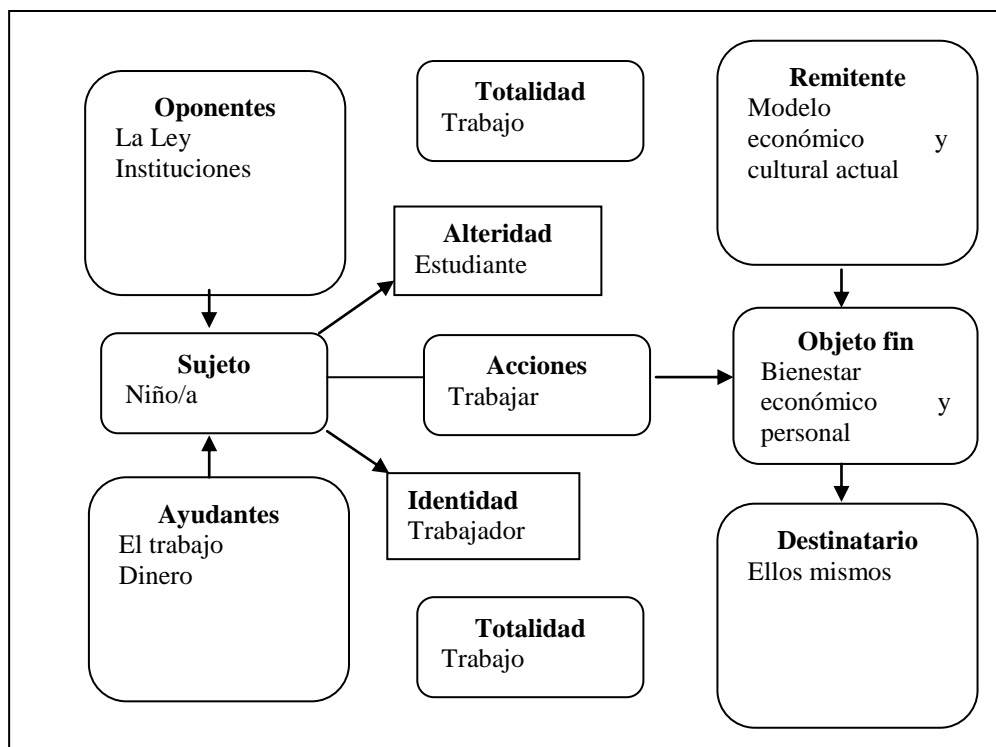 Oponentes
La Ley
Instituciones
Totalidad
Trabajo
Remitente
Modelo
económico y
cultural actual
Alteridad
Estudiante
Sujeto
Niño/a
Acciones
Trabajar
Objeto fin
Bienestar
económico y
personal
Ayudantes
El trabajo
Dinero
Identidad
Trabajador
Destinatario
Ellos mismos
Totalidad
Trabajo